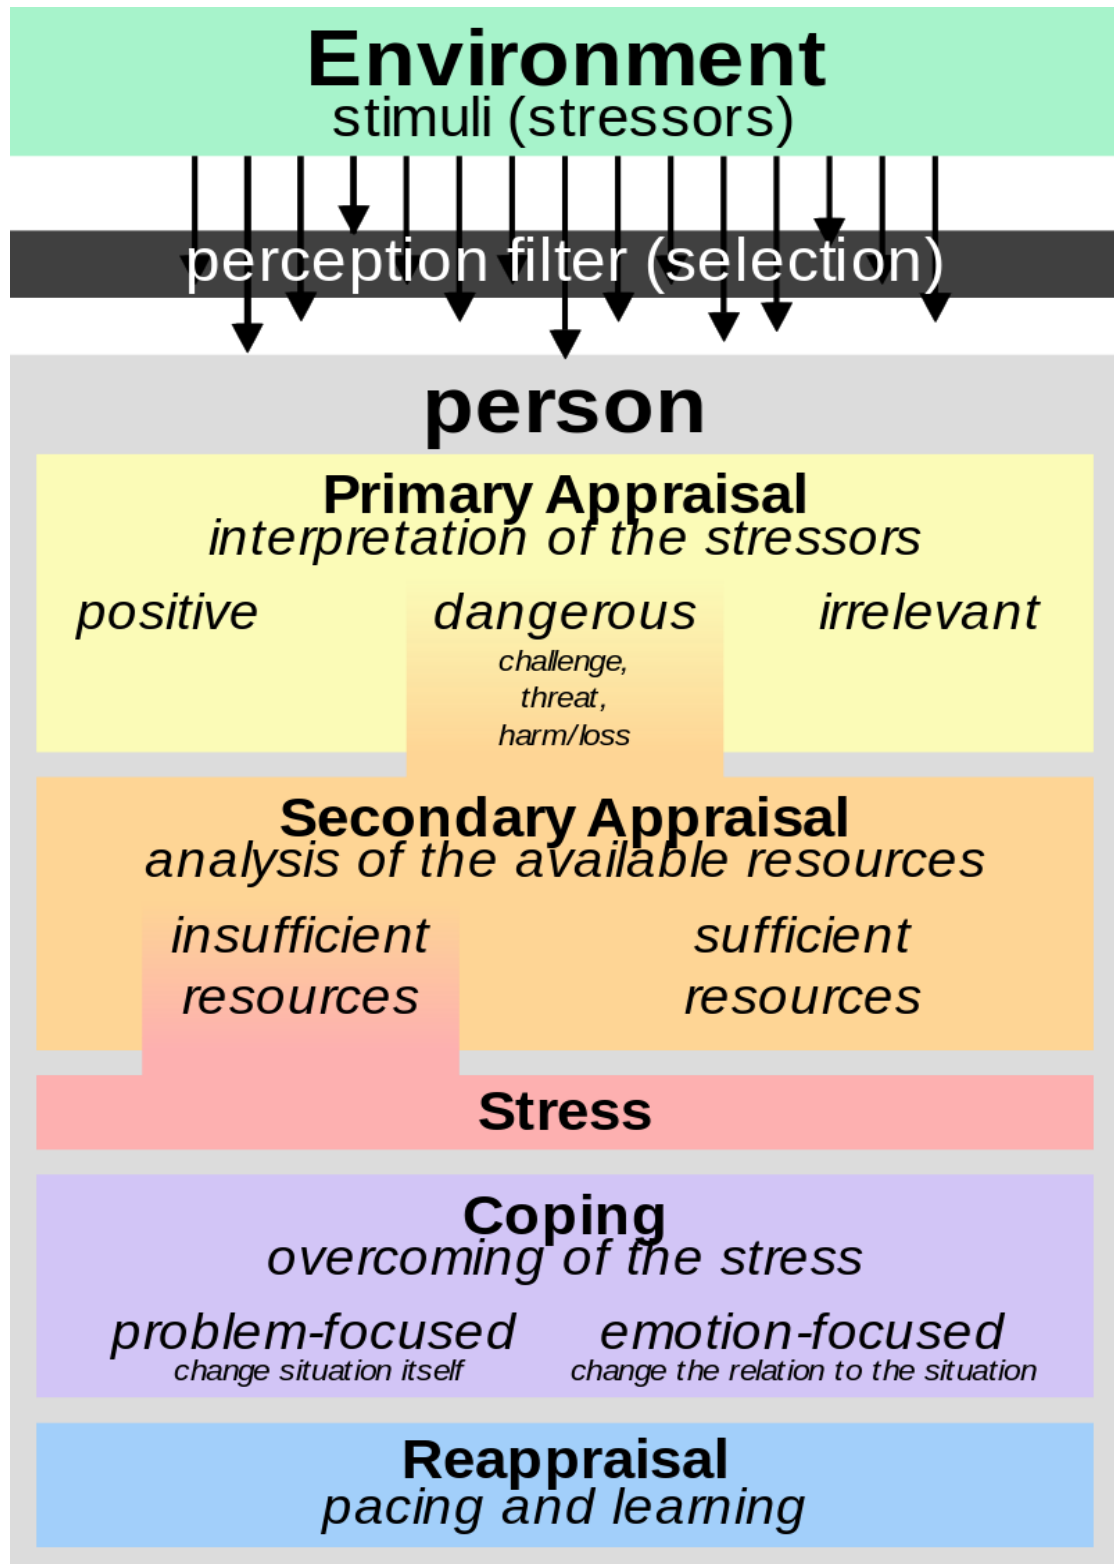 Environment
stimuli (stressors)
perception filter (selection)
person
Primary Appraisal
interpretation of the stressors
positive dangerous irrelevant
challenge,
threat,
harm/loss
Secondary Appraisal
analysis of the available resources
insufficient sufficient
resources resources
Stress
Coping
overcoming of the stress
problem-focused emotion-focused
change situation itself change the relation to the situation
Reappraisal
pacing and learning